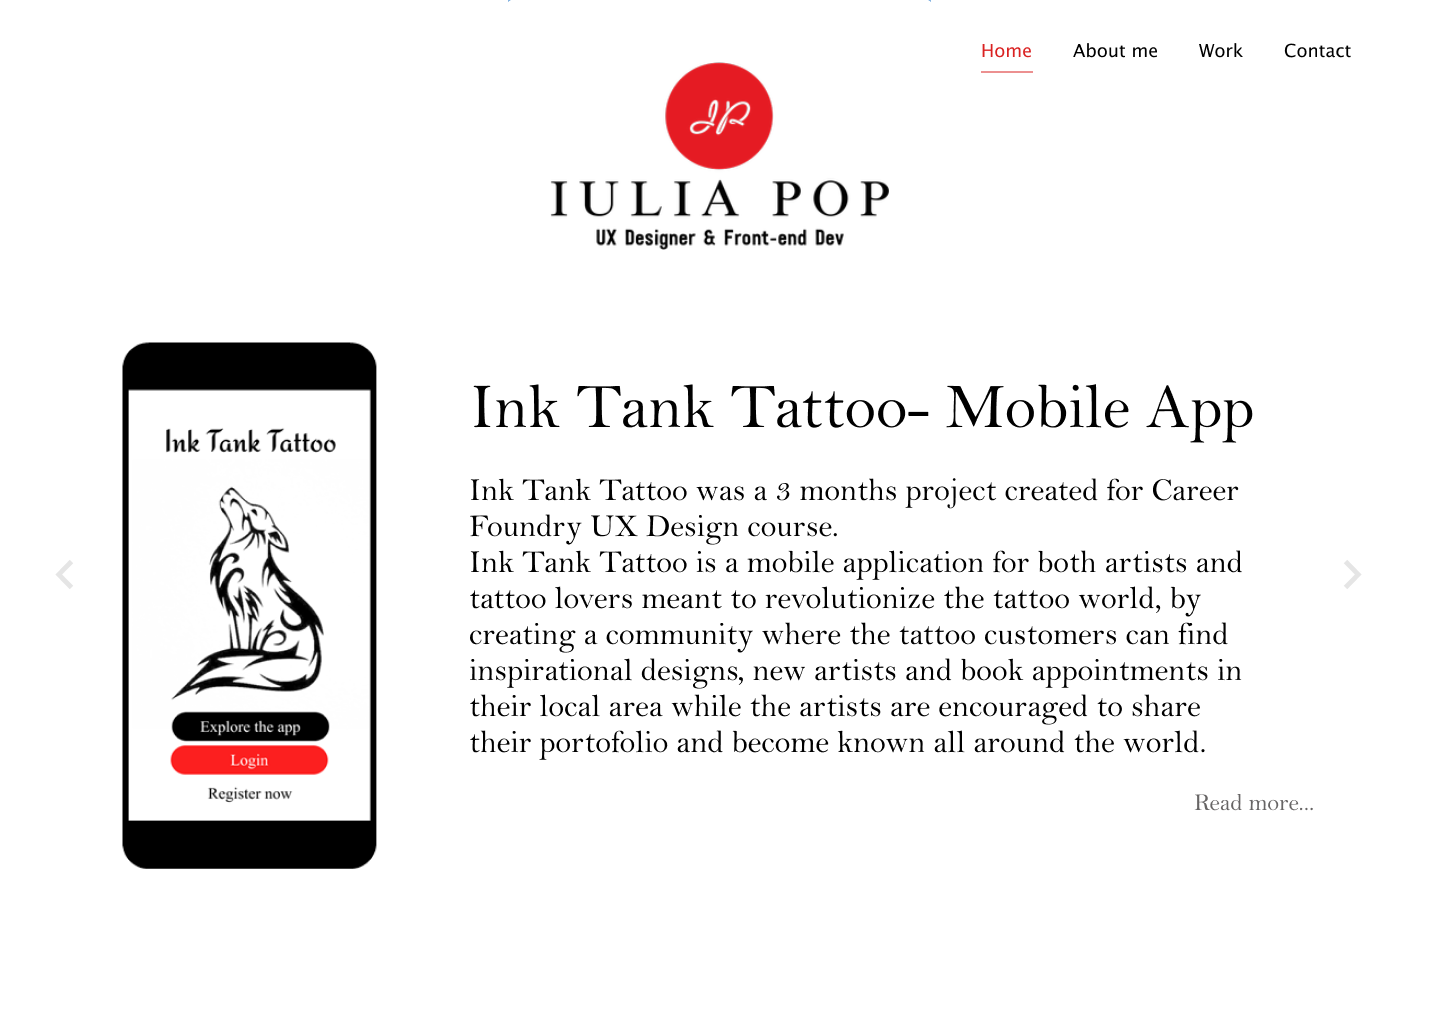 Home About me Work Contact
JP
IULIA POP
UX Designer & Front-end Dev
Ink Tank Tattoo- Mobile App
Ink Tank Tattoo was a 3 months project created for Career
Foundry UX Design course.
Ink Tank Tattoo is a mobile application for both artists and
tattoo lovers meant to revolutionize the tattoo world, by
creating a community where the tattoo customers can find
inspirational designs, new artists and book appointments in
their local area while the artists are encouraged to share
their portofolio and become known all around the world.
Read more...
Ink Tank Tattoo
Explore the app
Login
Register now